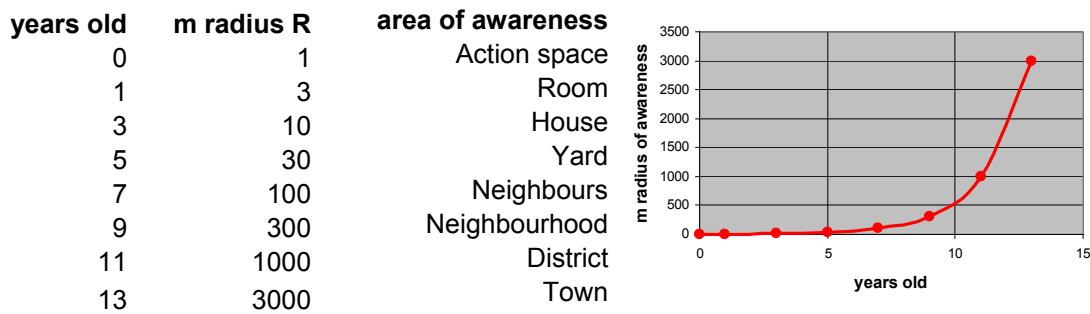 years old m radius R area of awareness
0 1 Action space
1 3 Room
3 10 House
5 30 Yard
7 100 Neighbours
9 300 Neighbourhood
11 1000 District
13 3000 Town
m radius of awareness
3500
3000
2500
2000
1500
1000
500
0
0 5 10 15
years old